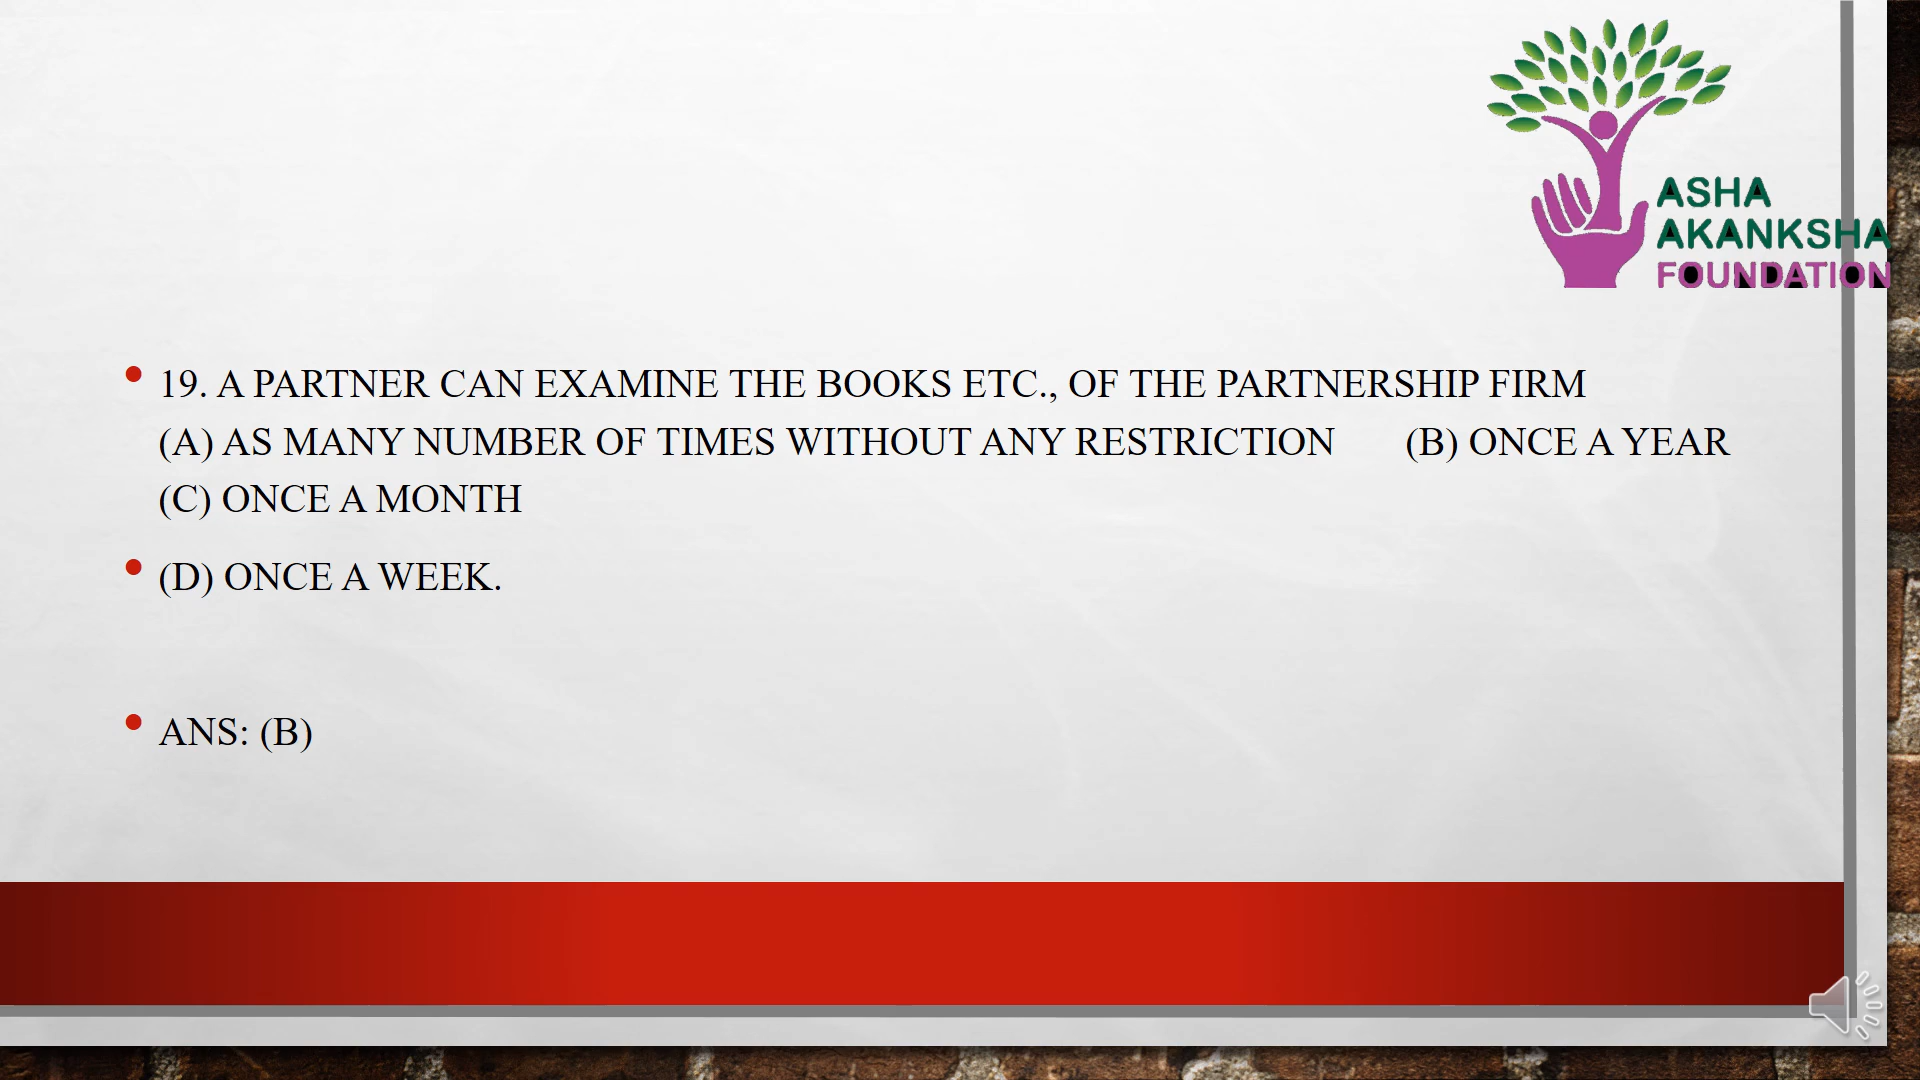 ASHA
AKANKSHA
FOUNDATION
• 19. A PARTNER CAN EXAMINE THE BOOKS ETC., OF THE PARTNERSHIP FIRM
(A) AS MANY NUMBER OF TIMES WITHOUT ANY RESTRICTION (B) ONCE A YEAR
(C) ONCE A MONTH
• (D) ONCE A WEEK.
• ANS: (B)